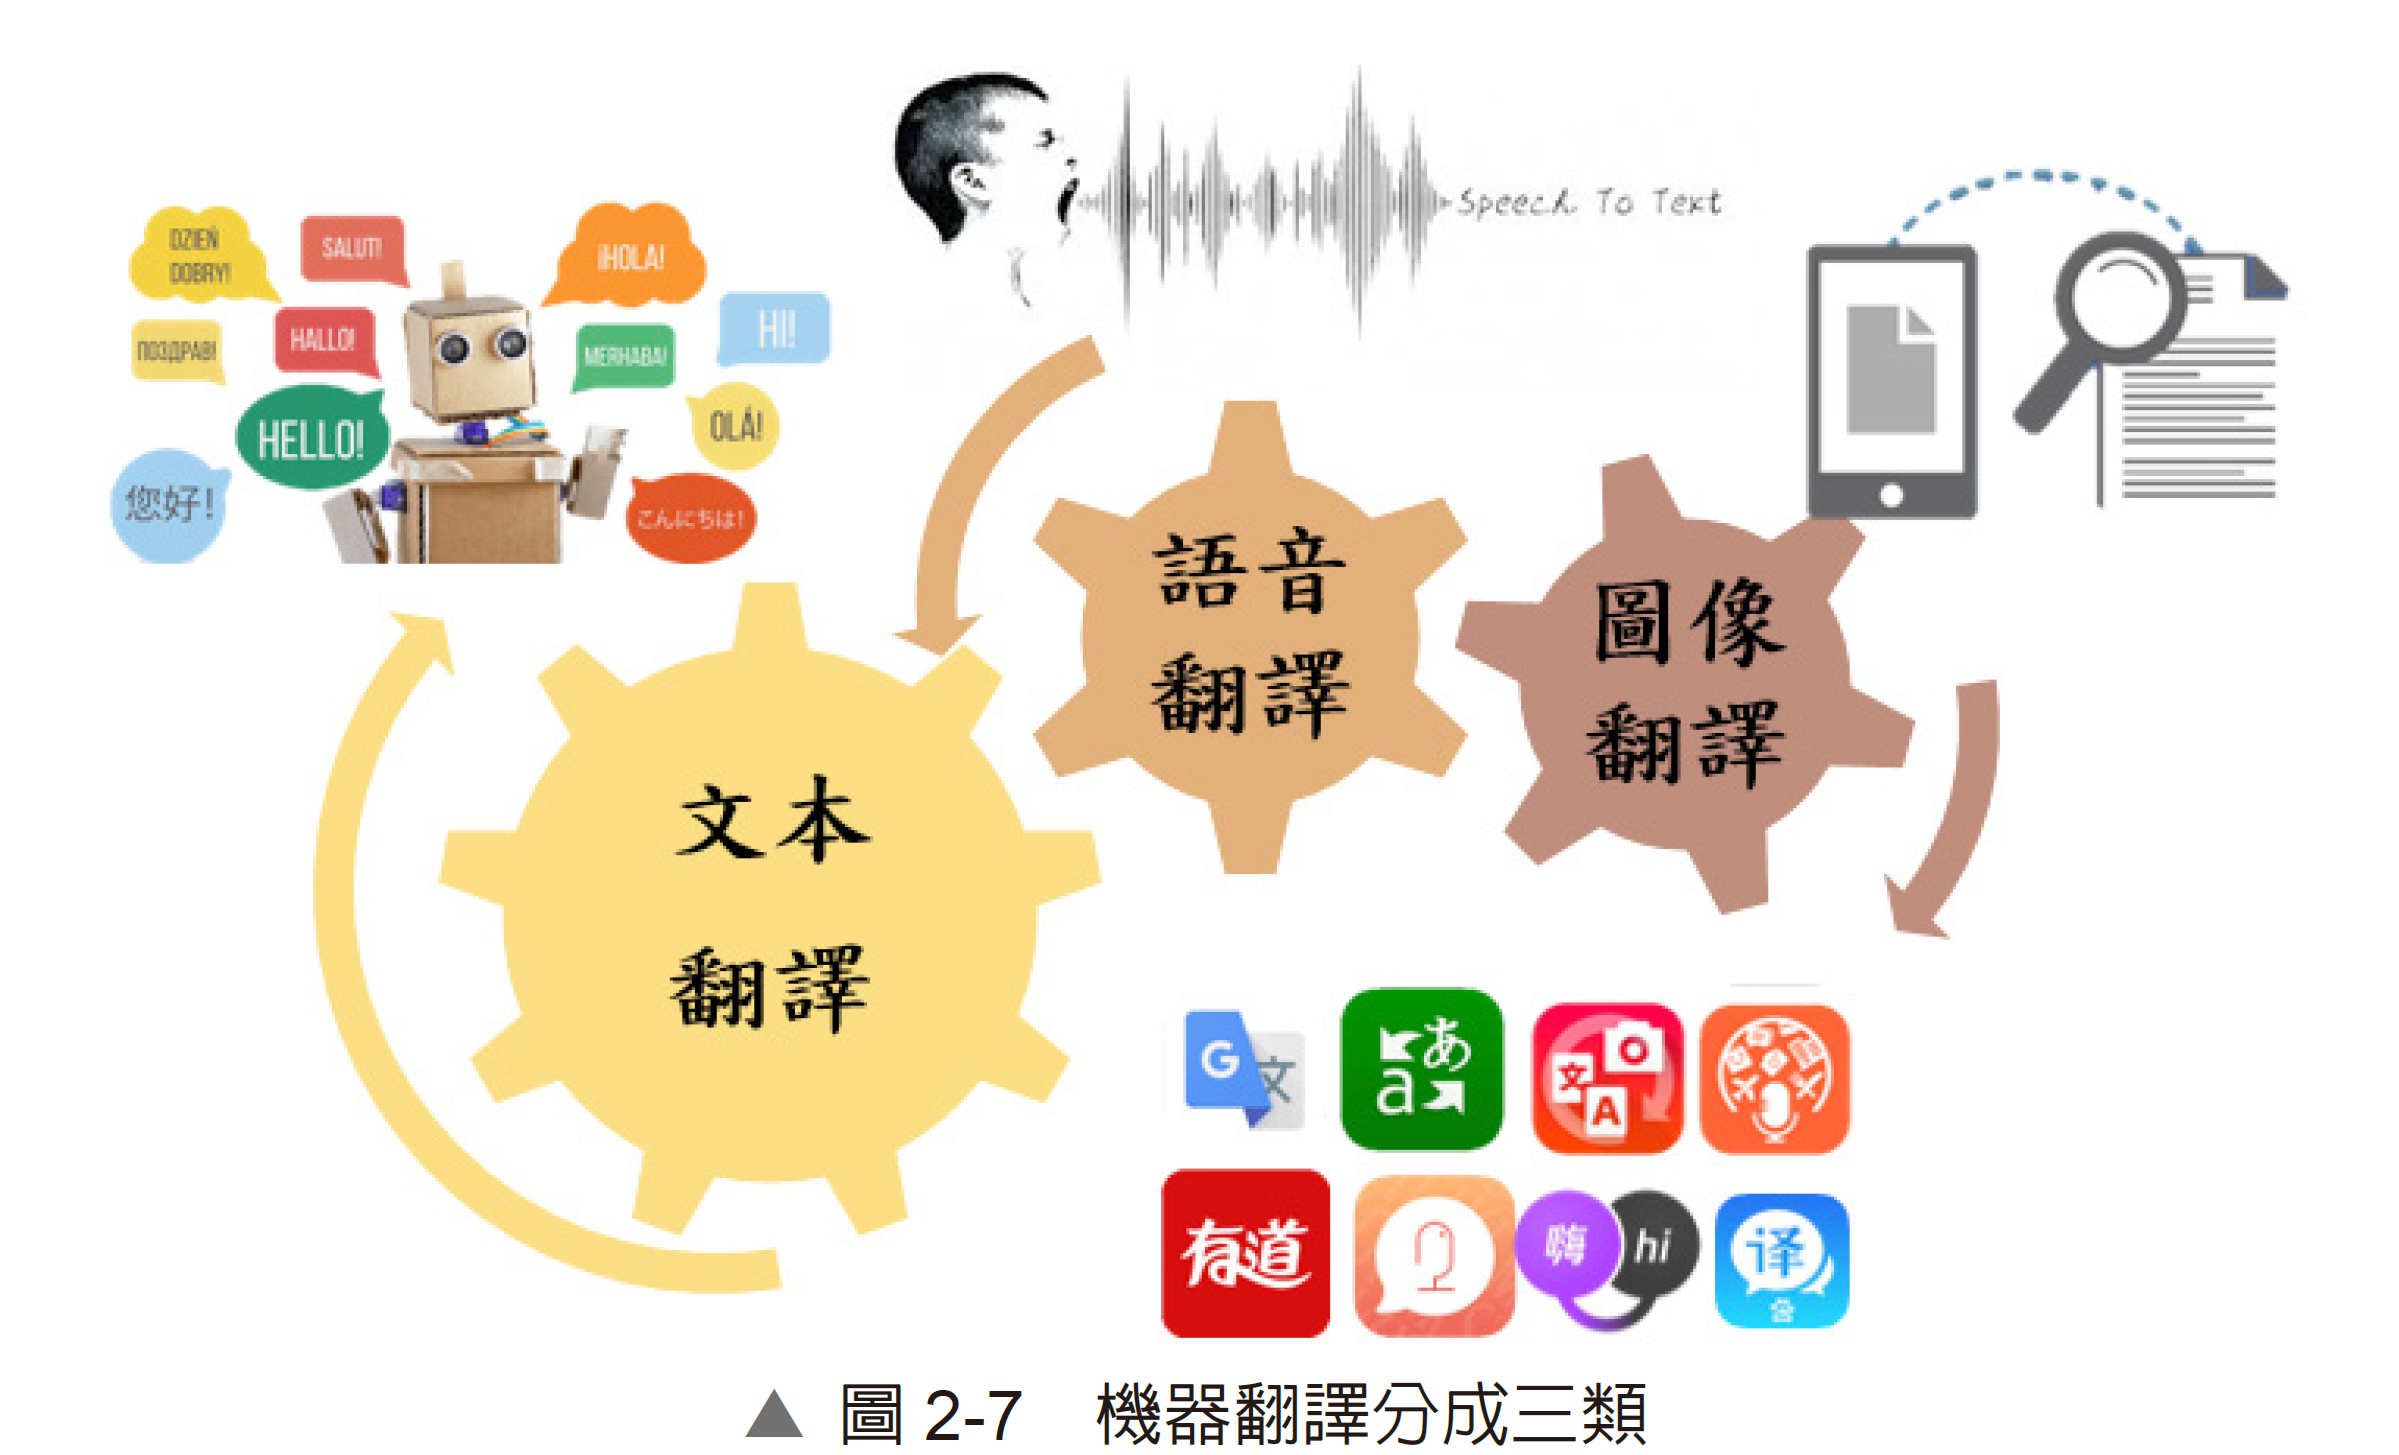 Speech To Text
DZIEŃ
DOBRY!
SALUT!
¡HOLA!
HI!
ПОЗДРАВ!
HALLO!
MERHABA!
HELLO!
OLÁ!
您好!
こんにちは!
語音
翻譯
圖像
翻譯
文本
翻譯
G 文
あ
a
文
A
有道
嗨 hi
译
▲ 圖 2-7 機器翻譯分成三類